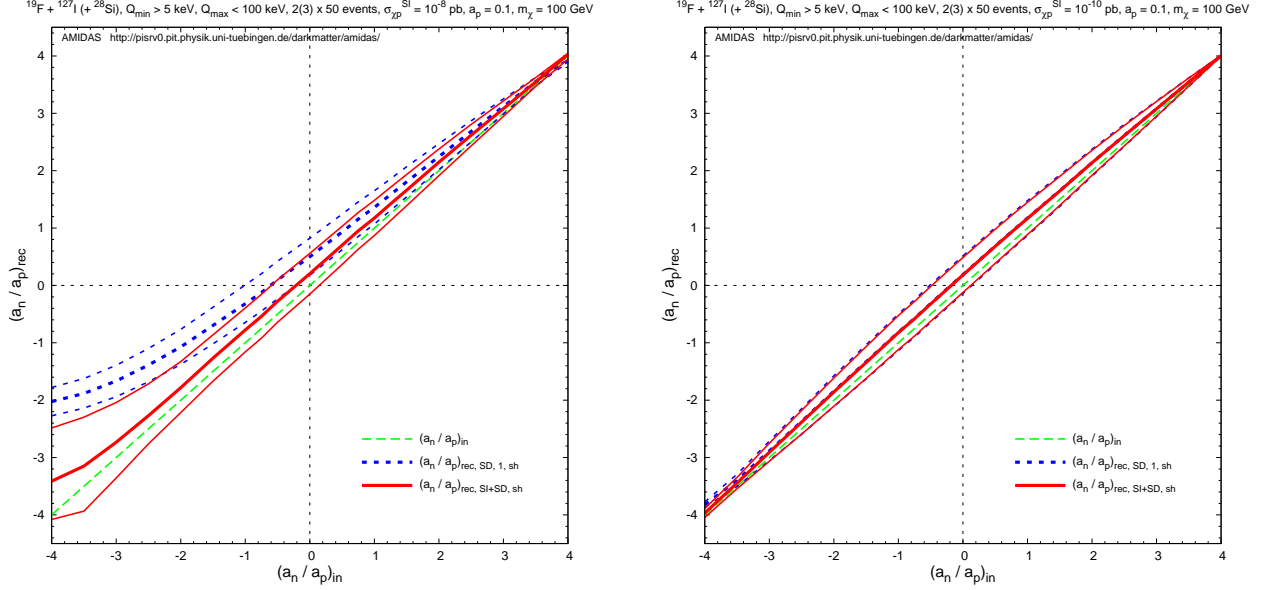 ¹⁹F + ¹²⁷I (+ ²⁸Si), Qmin > 5 keV, Qmax < 100 keV, 2(3) x 50 events, σχp^SI = 10⁻⁸ pb, ap = 0.1, mχ = 100 GeV
AMIDAS http://pisrv0.pit.physik.uni-tuebingen.de/darkmatter/amidas/
4
3
2
1
0
-1
-2
-3
-4
(an / ap)rec
(an / ap)in
(an / ap)rec, SD, 1, sh
(an / ap)rec, SI+SD, sh
-4 -3 -2 -1 0 1 2 3 4
(an / ap)in
¹⁹F + ¹²⁷I (+ ²⁸Si), Qmin > 5 keV, Qmax < 100 keV, 2(3) x 50 events, σχp^SI = 10⁻¹⁰ pb, ap = 0.1, mχ = 100 GeV
AMIDAS http://pisrv0.pit.physik.uni-tuebingen.de/darkmatter/amidas/
4
3
2
1
0
-1
-2
-3
-4
(an / ap)rec
(an / ap)in
(an / ap)rec, SD, 1, sh
(an / ap)rec, SI+SD, sh
-4 -3 -2 -1 0 1 2 3 4
(an / ap)in